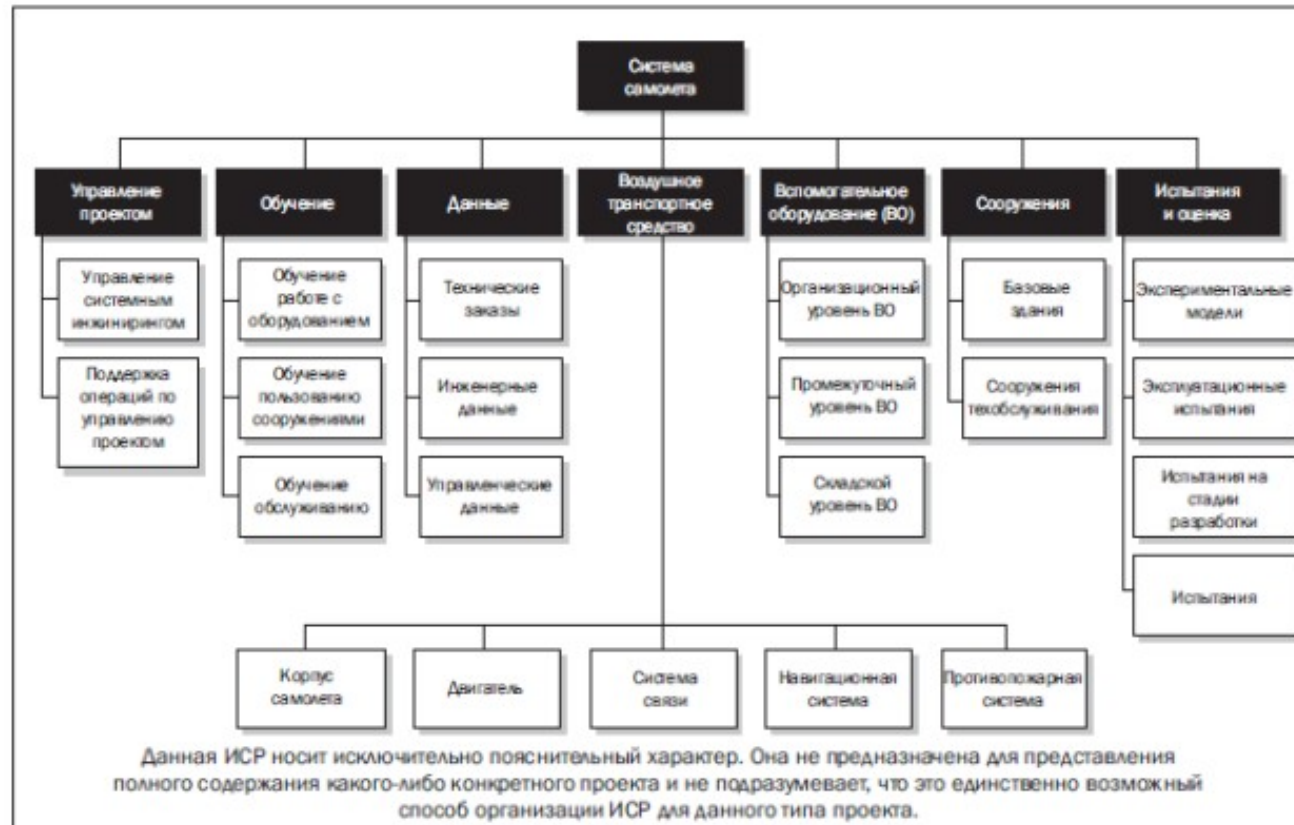 Система
самолета
Управление
проектом
Обучение
Данные
Воздушное
транспортное
средство
Вспомогательное
оборудование (ВО)
Сооружения
Испытания
и оценка
Управление
системным
инжинирингом
Поддержка
операций по
управлению
проектом
Обучение
работе с
оборудованием
Обучение
пользованию
сооружениями
Обучение
обслуживанию
Технические
заказы
Инженерные
данные
Управленческие
данные
Организационный
уровень ВО
Промежуточный
уровень ВО
Складской
уровень ВО
Базовые
здания
Сооружения
техобслуживания
Экспериментальные
модели
Эксплуатационные
испытания
Испытания на
стадии
разработки
Испытания
Корпус
самолета
Двигатель
Система
связи
Навигационная
система
Противопожарная
система
Данная ИСР носит исключительно пояснительный характер. Она не предназначена для представления
полного содержания какого-либо конкретного проекта и не подразумевает, что это единственно возможный
способ организации ИСР для данного типа проекта.